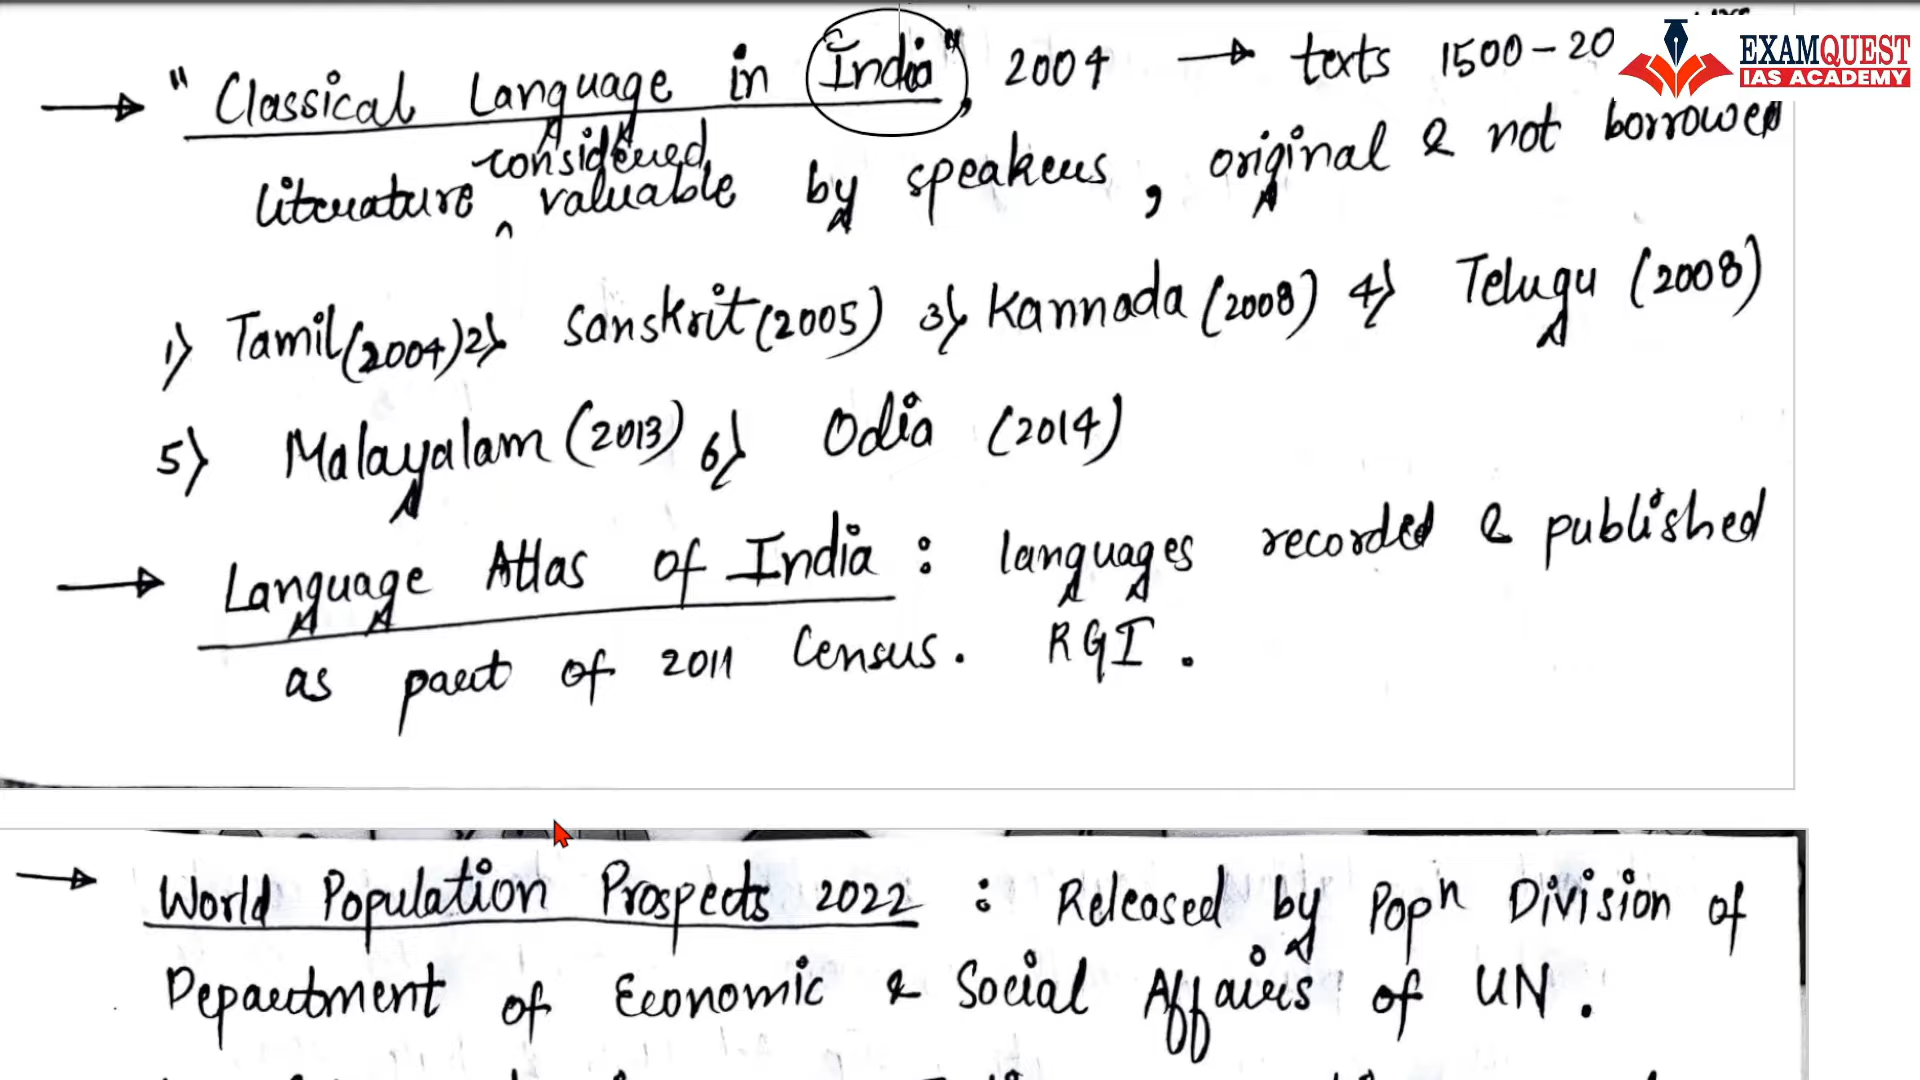 → "Classical Language in India", 2004 → texts 1500-20
EXAMQUEST
IAS ACADEMY
literature considered valuable by speakers, original & not borrowed
1) Tamil (2004) 2) Sanskrit (2005) 3) Kannada (2008) 4) Telugu (2008)
5) Malayalam (2013) 6) Odia (2014)
→ Language Atlas of India : languages recorded & published
as part of 2011 Census. RGI.
→ World Population Prospects 2022 : Released by Popn Division of
Department of Economic & Social Affairs of UN.